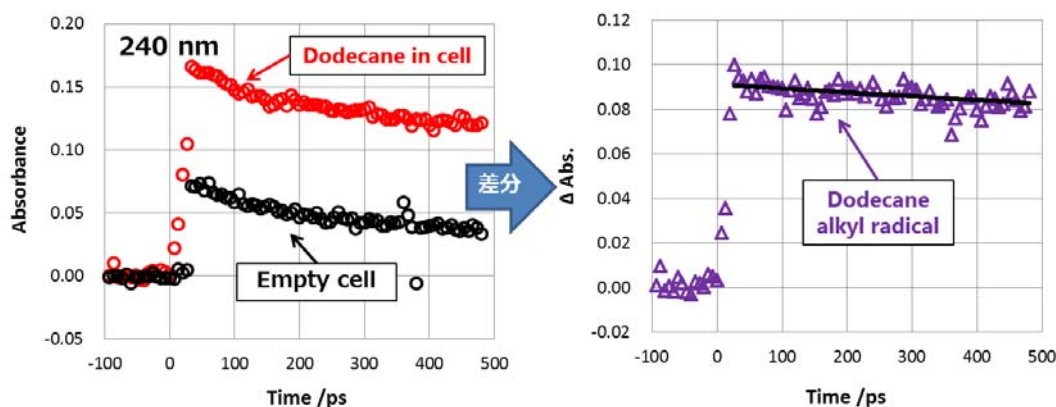 240 nm
Dodecane in cell
Empty cell
Absorbance
0.20
0.15
0.10
0.05
0.00
-0.05
-100
0
100
200
300
400
500
Time /ps
差分
Δ Abs.
0.12
0.10
0.08
0.06
0.04
0.02
0.00
-0.02
Dodecane
alkyl radical
-100
0
100
200
300
400
500
Time /ps